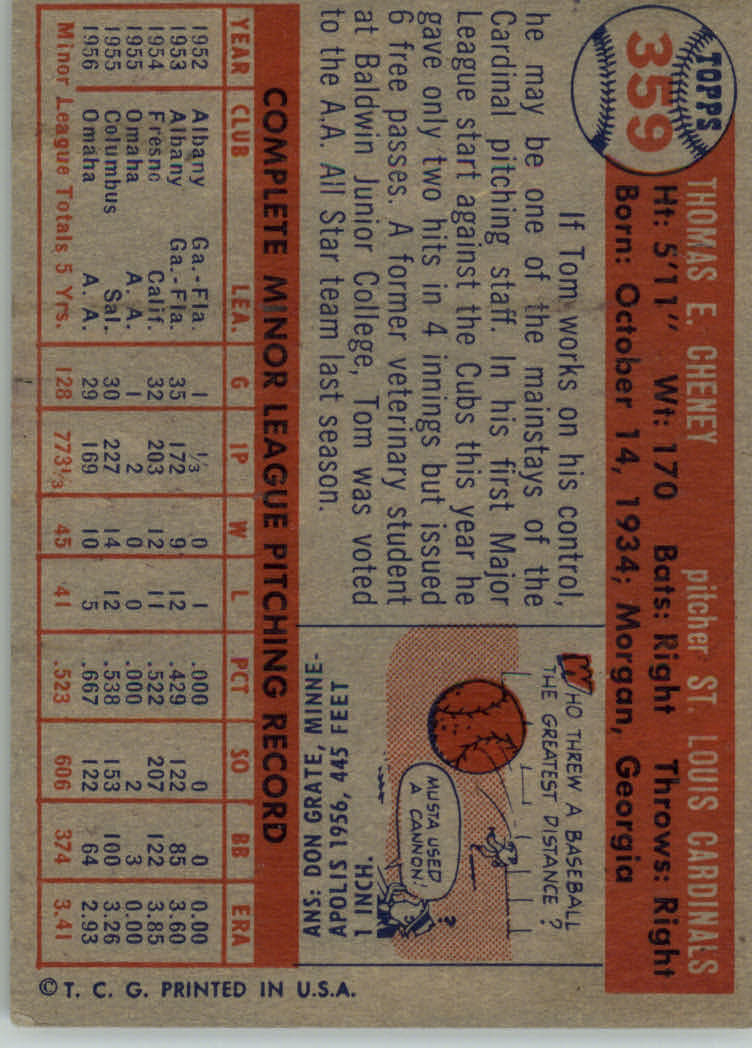 TOPPS
359
THOMAS E. CHENEY pitcher ST. LOUIS CARDINALS
Ht: 5'11" Wt: 170 Bats: Right Throws: Right
Born: October 14, 1934; Morgan, Georgia
If Tom works on his control,
he may be one of the mainstays of the
Cardinal pitching staff. In his first Major
League start against the Cubs this year he
gave only two hits in 4 innings but issued
6 free passes. A former veterinary student
at Baldwin Junior College, Tom was voted
to the A.A. All Star team last season.
WHO THREW A BASEBALL
THE GREATEST DISTANCE?
MUSTA USED
A CANNON!
?
ANS: DON GRATE, MINNE-
APOLIS 1956, 445 FEET
1 INCH.
COMPLETE MINOR LEAGUE PITCHING RECORD
YEAR CLUB LEA. G IP W L PCT SO BB ERA
1952 Albany Ga.-Fla. 1 1/3 0 1 .000 0 0 0.00
1953 Albany Ga.-Fla. 35 172 9 12 .429 122 85 3.60
1954 Fresno Calif. 32 203 12 11 .522 207 122 3.85
1955 Omaha A. A. 1 2 0 0 .000 2 3 0.00
1955 Columbus Sal. 30 227 14 12 .538 153 100 3.26
1956 Omaha A. A. 29 169 10 5 .667 122 64 2.93
Minor League Totals 5 Yrs. 128 773 1/3 45 41 .523 606 374 3.41
© T. C. G. PRINTED IN U.S.A.